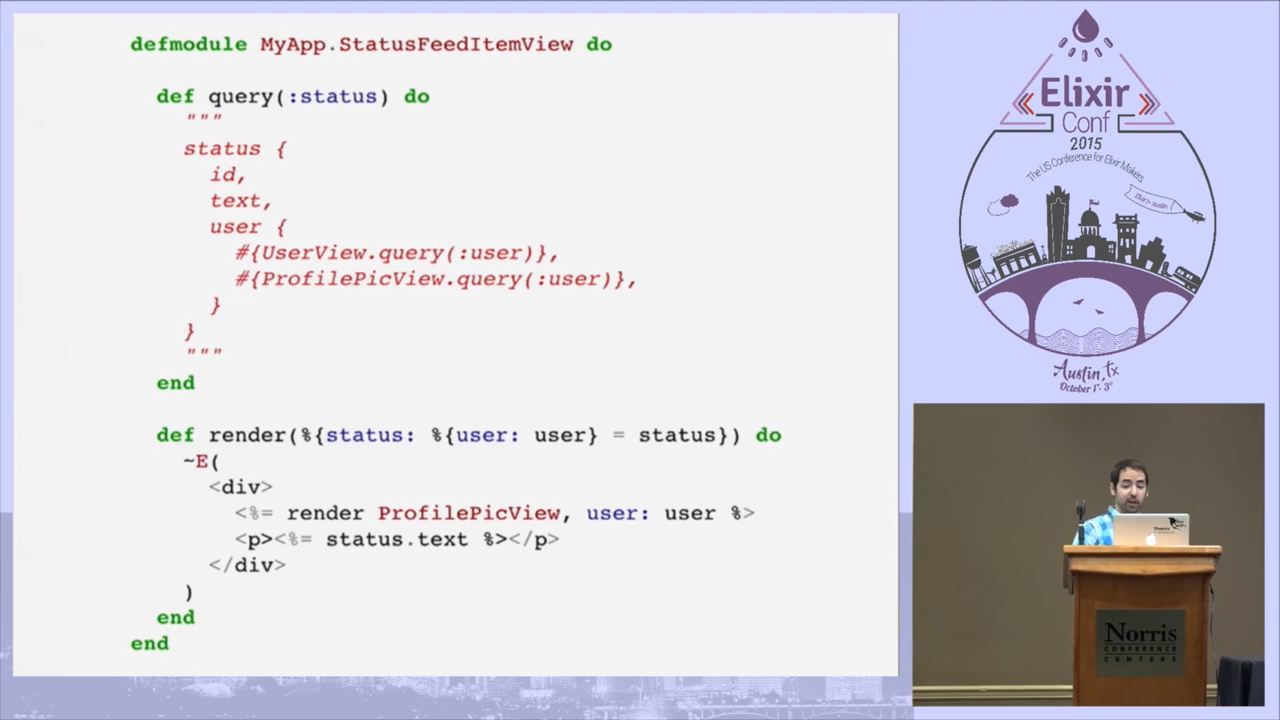 defmodule MyApp.StatusFeedItemView do
def query(:status) do
"""
status {
id,
text,
user {
#{UserView.query(:user)},
#{ProfilePicView.query(:user)},
}
}
"""
end
def render(%{status: %{user: user} = status}) do
~E(
<div>
<%= render ProfilePicView, user: user %>
<p><%= status.text %></p>
</div>
)
end
end
Elixir
Conf
2015
The US Conference for Elixir Makers
Austin, TX
October 1st - 3rd
Phoenix
Norris
CONFERENCE
CENTERS